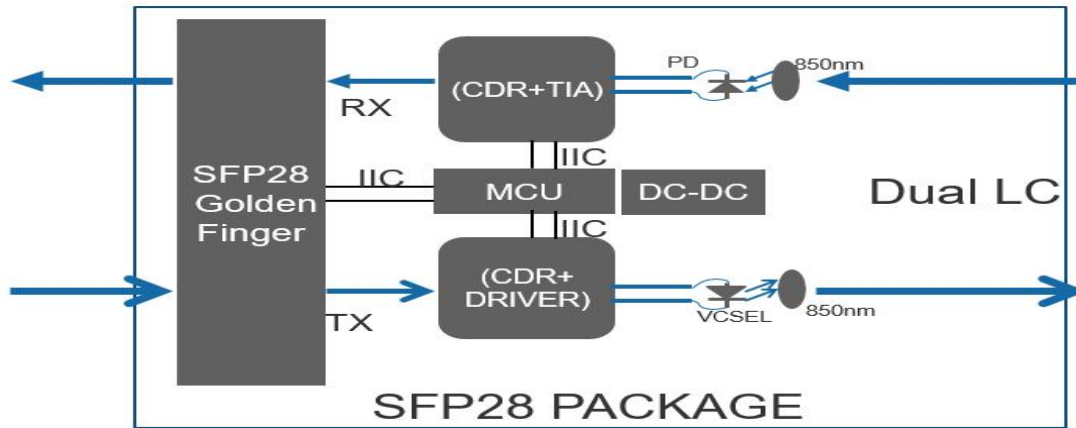 PD
850nm
(CDR+TIA)
RX
IIC
SFP28
Golden
Finger
IIC
MCU
DC-DC
Dual LC
IIC
(CDR+
DRIVER)
TX
VCSEL
850nm
SFP28 PACKAGE